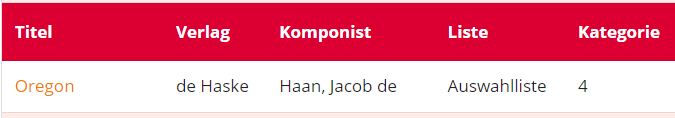 Titel Verlag Komponist Liste Kategorie
Oregon de Haske Haan, Jacob de Auswahlliste 4